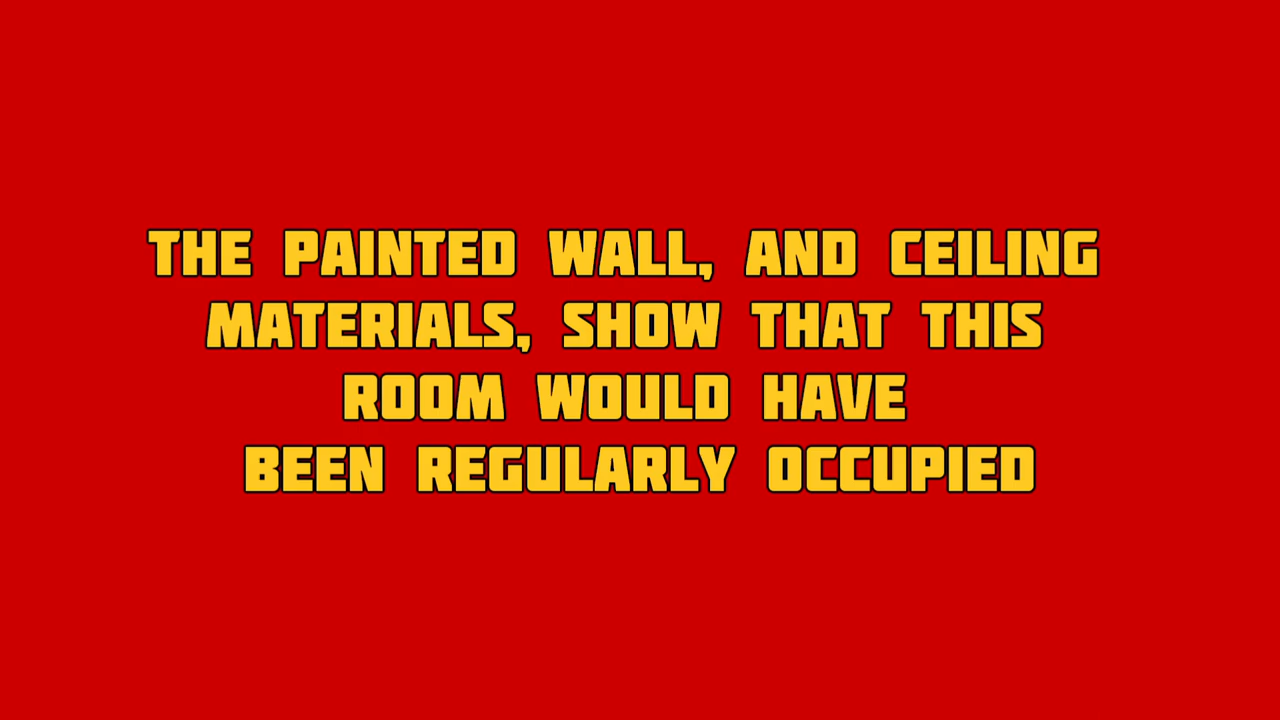 THE PAINTED WALL, AND CEILING
MATERIALS, SHOW THAT THIS
ROOM WOULD HAVE
BEEN REGULARLY OCCUPIED